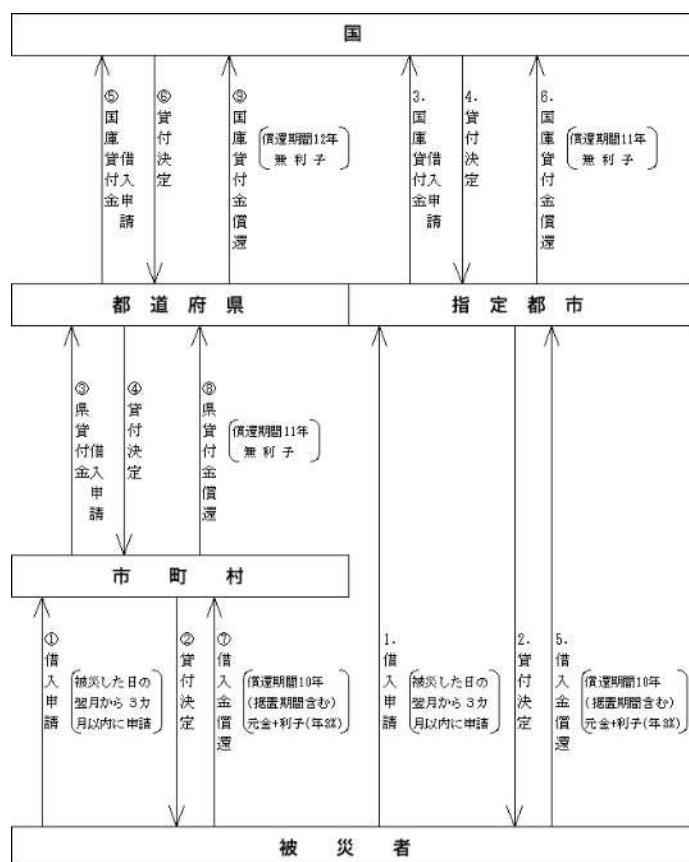 国
⑤国庫貸付金
借入申請
⑥貸付決定
⑨国庫貸付金償還
償還期間12年
無利子
3.国庫貸付金
借入申請
4.貸付決定
6.国庫貸付金償還
償還期間11年
無利子
都道府県
指定都市
③県貸付金
借入申請
④貸付決定
⑧県貸付金償還
償還期間11年
無利子
市町村
①借入申請
被災した日の
翌月から3カ
月以内に申請
②貸付決定
⑦借入金償還
償還期間10年
(据置期間含む)
元金+利子(年3%)
1.借入申請
被災した日の
翌月から3カ
月以内に申請
2.貸付決定
5.借入金償還
償還期間10年
(据置期間含む)
元金+利子(年3%)
被災者